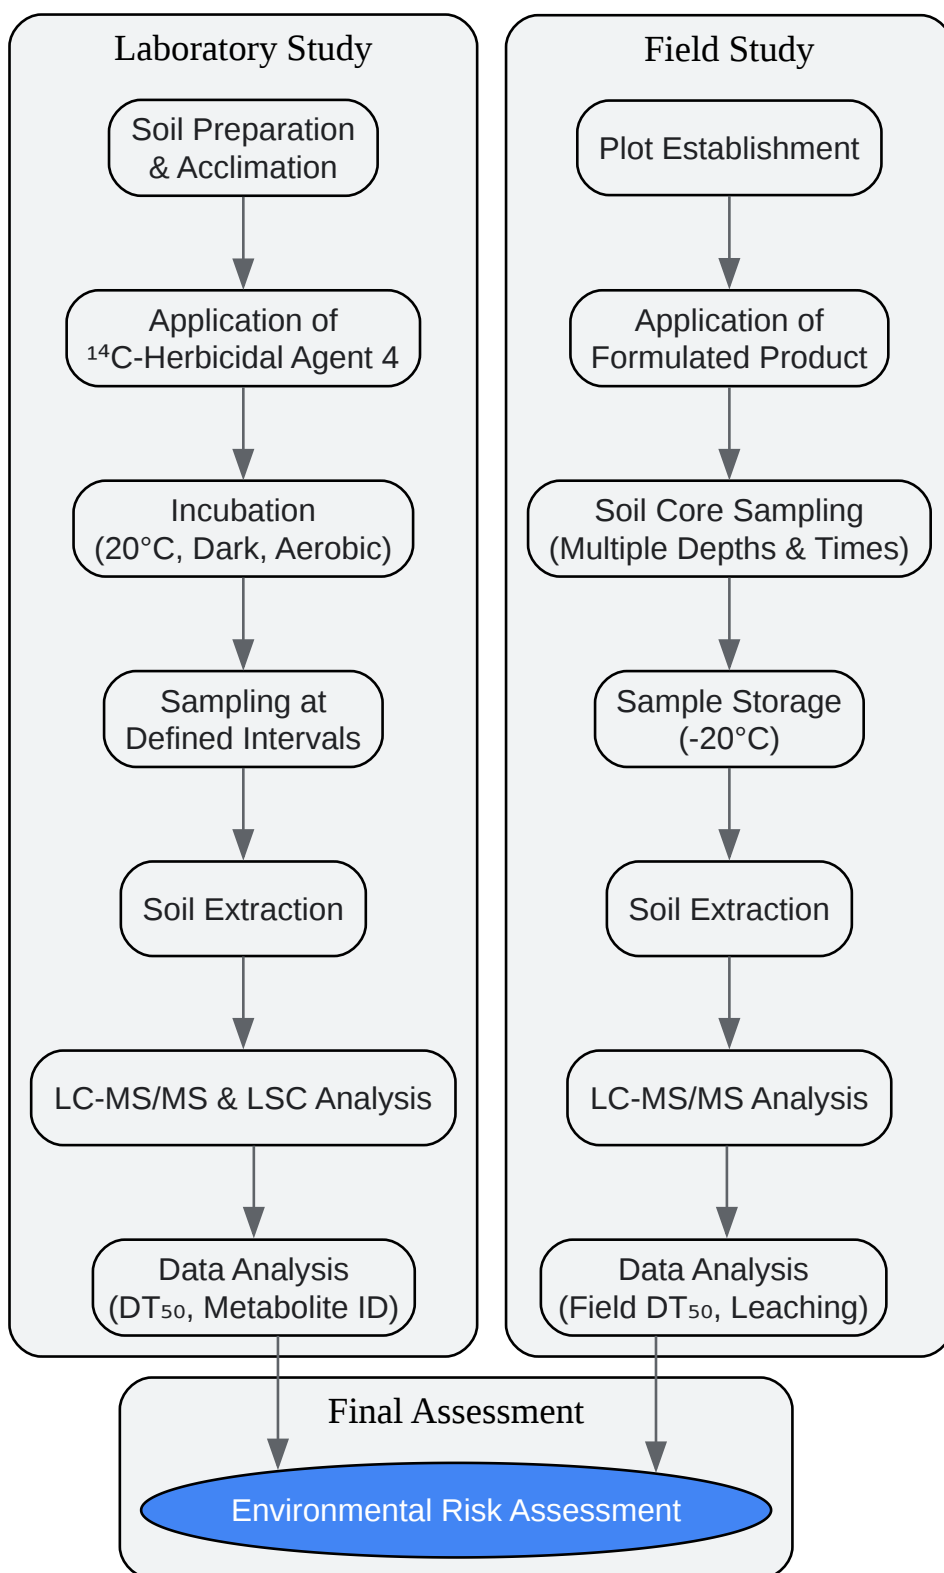 Laboratory Study
Soil Preparation
& Acclimation
Application of
¹⁴C-Herbicidal Agent 4
Incubation
(20°C, Dark, Aerobic)
Sampling at
Defined Intervals
Soil Extraction
LC-MS/MS & LSC Analysis
Data Analysis
(DT₅₀, Metabolite ID)
Field Study
Plot Establishment
Application of
Formulated Product
Soil Core Sampling
(Multiple Depths & Times)
Sample Storage
(-20°C)
Soil Extraction
LC-MS/MS Analysis
Data Analysis
(Field DT₅₀, Leaching)
Final Assessment
Environmental Risk Assessment